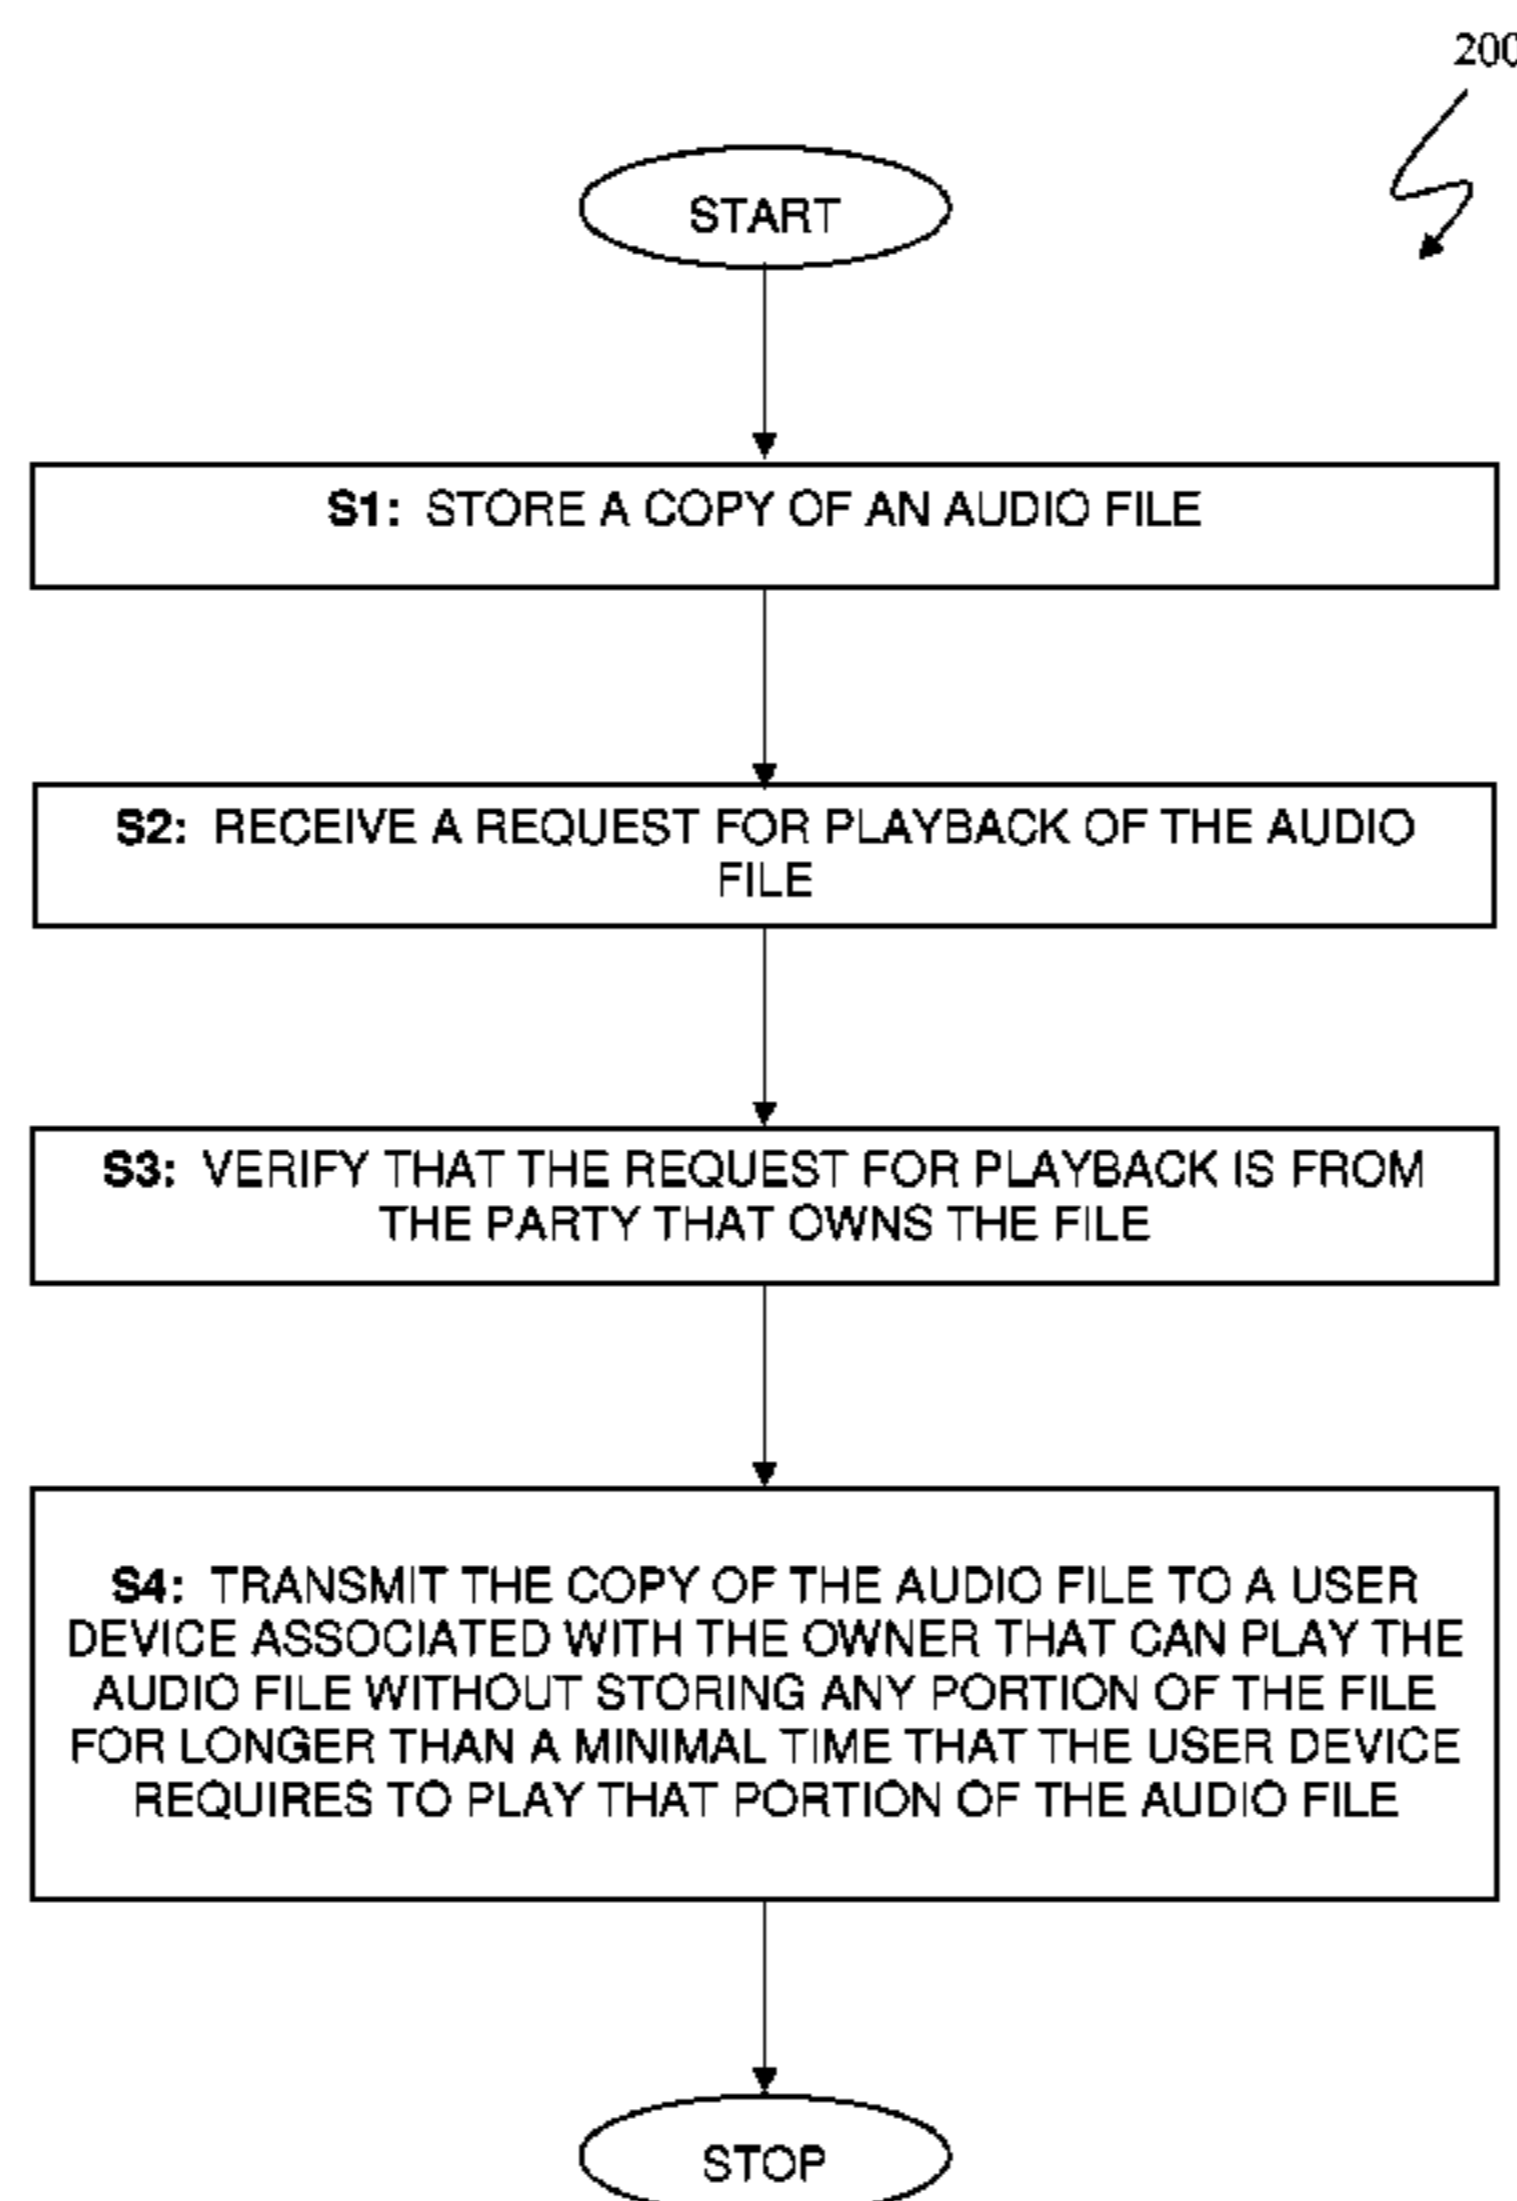 200
START
S1: STORE A COPY OF AN AUDIO FILE
S2: RECEIVE A REQUEST FOR PLAYBACK OF THE AUDIO
FILE
S3: VERIFY THAT THE REQUEST FOR PLAYBACK IS FROM
THE PARTY THAT OWNS THE FILE
S4: TRANSMIT THE COPY OF THE AUDIO FILE TO A USER
DEVICE ASSOCIATED WITH THE OWNER THAT CAN PLAY THE
AUDIO FILE WITHOUT STORING ANY PORTION OF THE FILE
FOR LONGER THAN A MINIMAL TIME THAT THE USER DEVICE
REQUIRES TO PLAY THAT PORTION OF THE AUDIO FILE
STOP